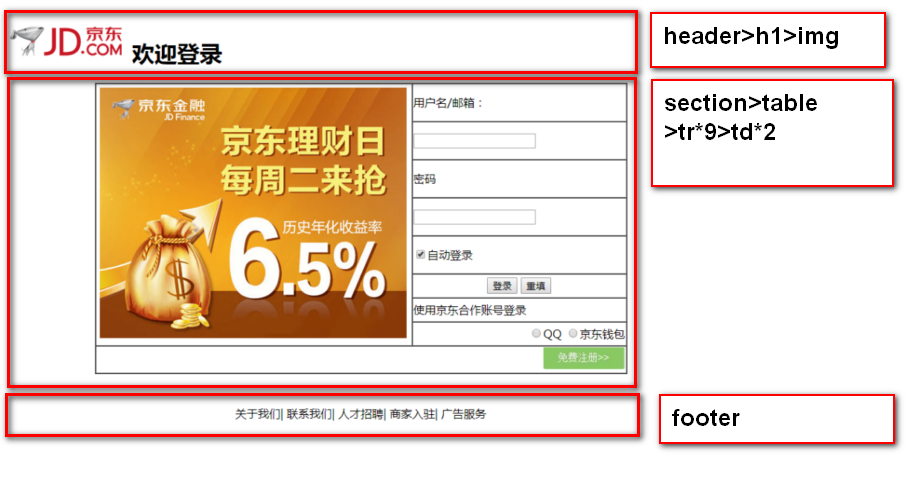 京东
JD.COM 欢迎登录
header>h1>img
section>table
>tr*9>td*2
京东金融
JD Finance
京东理财日
每周二来抢
历史年化收益率
6.5%
$
用户名/邮箱：
密码
自动登录
登录 重填
使用京东合作账号登录
QQ 京东钱包
免费注册>>
关于我们| 联系我们| 人才招聘| 商家入驻| 广告服务
footer